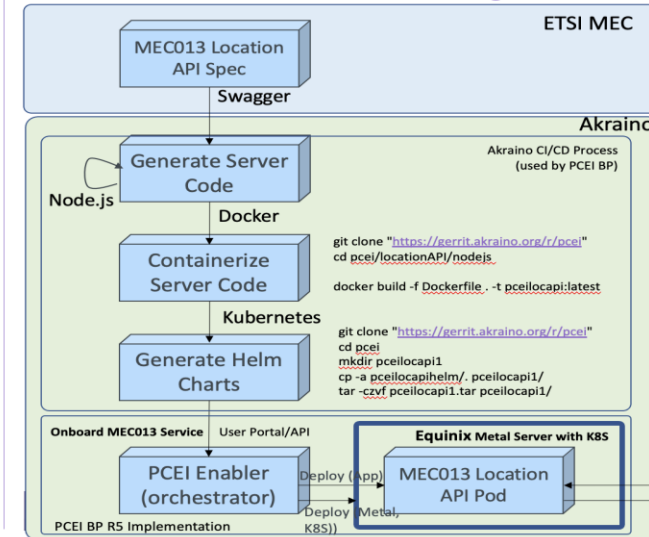 ETSI MEC
MEC013 Location
API Spec
Swagger
Akraino
Akraino CI/CD Process
(used by PCEI BP)
Generate Server
Code
Node.js
Docker
Containerize
Server Code
git clone "https://gerrit.akraino.org/r/pcei"
cd pcei/locationAPI/nodejs
docker build -f Dockerfile . -t pceilocapi:latest
Kubernetes
Generate Helm
Charts
git clone "https://gerrit.akraino.org/r/pcei"
cd pcei
mkdir pceilocapi1
cp -a pceilocapihelm/. pceilocapi1/
tar -czvf pceilocapi1.tar pceilocapi1/
Onboard MEC013 Service
User Portal/API
Equinix Metal Server with K8S
PCEI Enabler
(orchestrator)
Deploy (App)
Deploy (Metal,
K8S))
MEC013 Location
API Pod
PCEI BP R5 Implementation